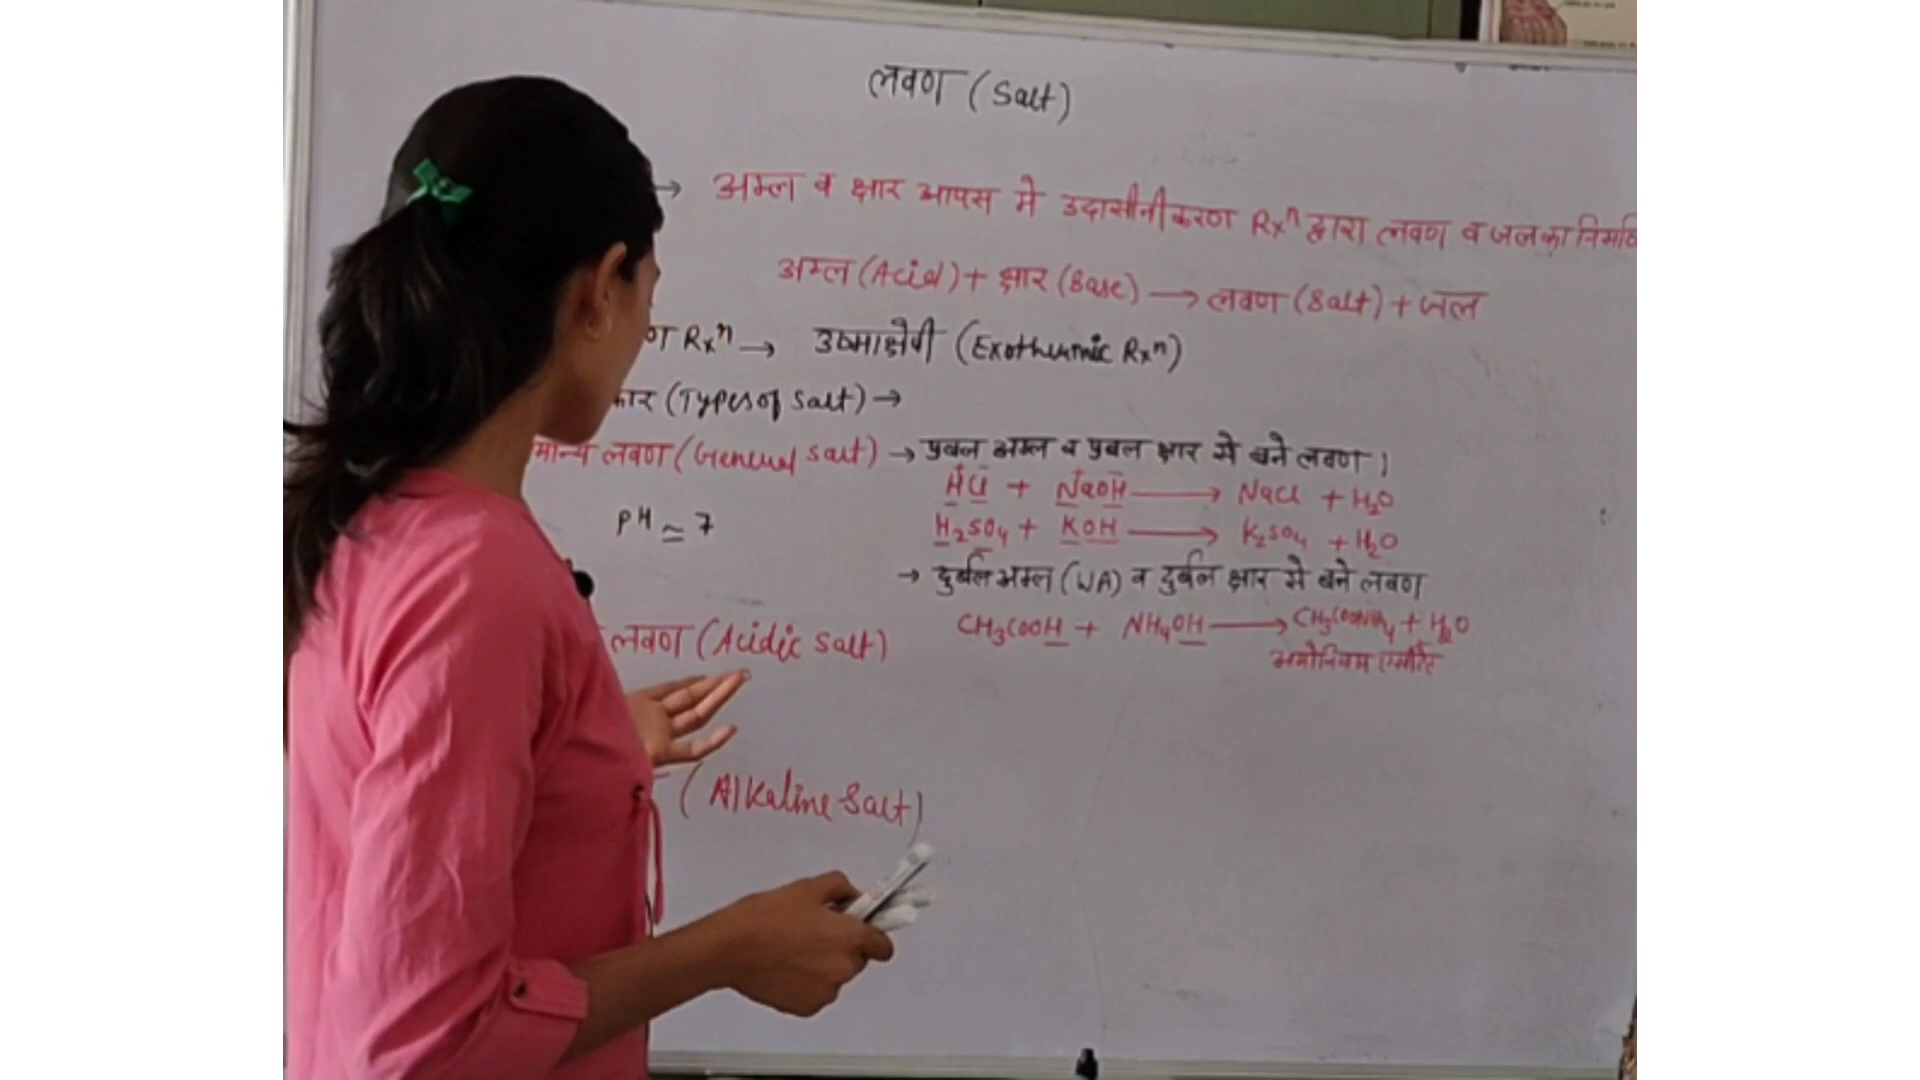 लवण (Salt)
→ अम्ल व क्षार आपस मे उदासीनीकरण Rxⁿ द्वारा लवण व जल का
अम्ल (Acid) + क्षार (Base) → लवण (Salt) + जल
ण Rxⁿ → उष्माक्षेपी (Exothermic Rxⁿ)
कार (Types of Salt) →
मान्य लवण (General Salt) → प्रबल अम्ल व प्रबल क्षार से बने लवण।
HCl + NaOH → NaCl + H₂O
PH ≃ 7
H₂SO₄ + KOH → K₂SO₄ + H₂O
→ दुर्बल अम्ल (WA) व दुर्बल क्षार से बने लवण
लवण (Acidic Salt)
CH₃COOH + NH₄OH → CH₃COONH₄ + H₂O
अमोनियम एसीटेट
(Alkaline Salt)